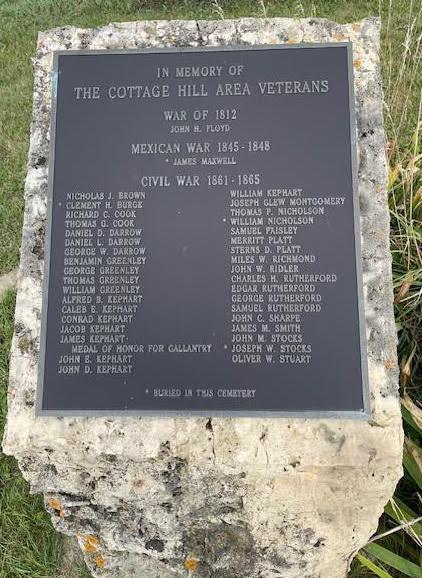 IN MEMORY OF
THE COTTAGE HILL AREA VETERANS
WAR OF 1812
JOHN H. FLOYD
MEXICAN WAR 1845-1848
* JAMES MAXWELL
CIVIL WAR 1861-1865
NICHOLAS J. BROWN
* CLEMENT H. BURGE
RICHARD C. COOK
THOMAS G. COOK
DANIEL D. DARROW
DANIEL L. DARROW
GEORGE W. DARROW
BENJAMIN GREENLEY
GEORGE GREENLEY
THOMAS GREENLEY
WILLIAM GREENLEY
ALFRED B. KEPHART
CALEB E. KEPHART
CONRAD KEPHART
JACOB KEPHART
JAMES KEPHART
MEDAL OF HONOR FOR GALLANTRY
JOHN E. KEPHART
JOHN D. KEPHART
WILLIAM KEPHART
JOSEPH GLEW MONTGOMERY
THOMAS P. NICHOLSON
* WILLIAM NICHOLSON
SAMUEL PAISLEY
MERRITT PLATT
STERNS D. PLATT
MILES W. RICHMOND
JOHN W. RIDLER
CHARLES H. RUTHERFORD
EDGAR RUTHERFORD
GEORGE RUTHERFORD
SAMUEL RUTHERFORD
JOHN C. SHARPE
JAMES M. SMITH
JOHN M. STOCKS
* JOSEPH W. STOCKS
OLIVER W. STUART
* BURIED IN THIS CEMETERY